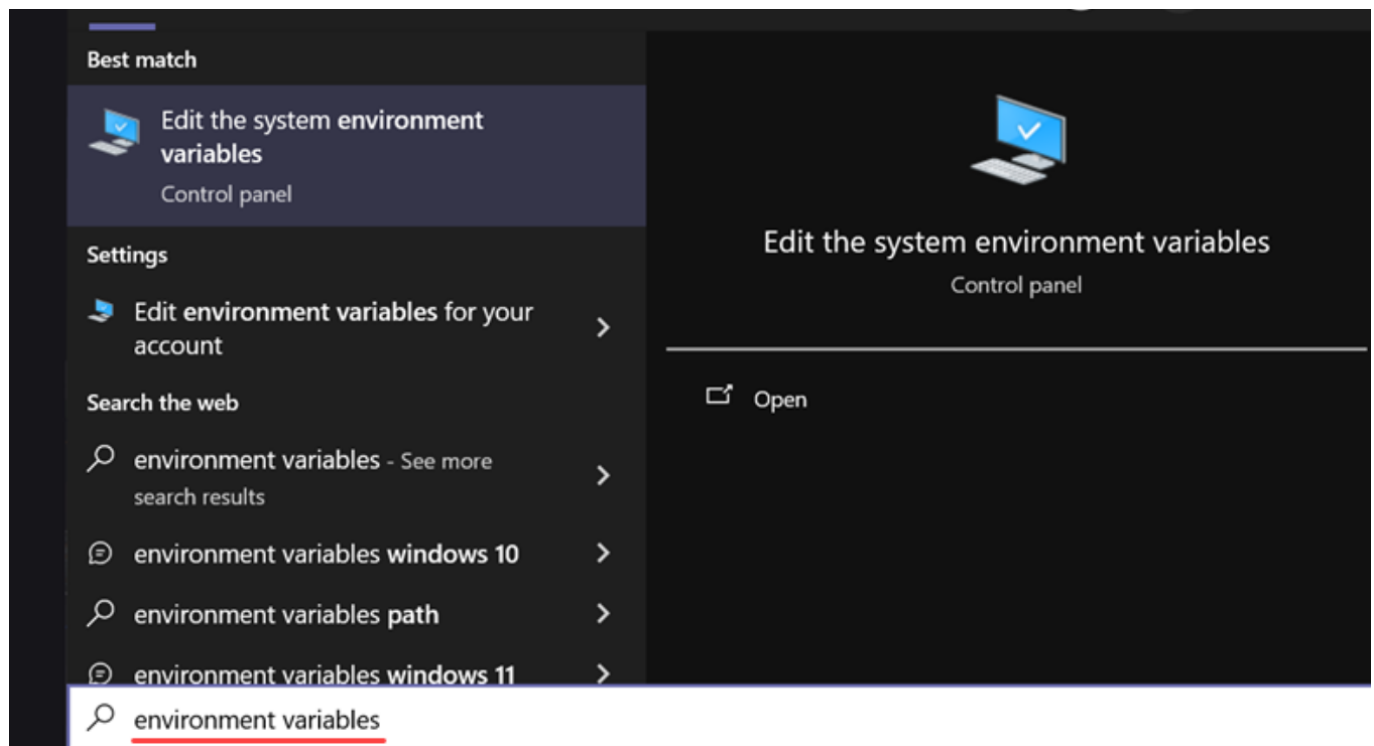 Best match
Edit the system environment
variables
Control panel
Settings
Edit environment variables for your
account
Search the web
environment variables - See more
search results
environment variables windows 10
environment variables path
environment variables windows 11
environment variables
Edit the system environment variables
Control panel
Open